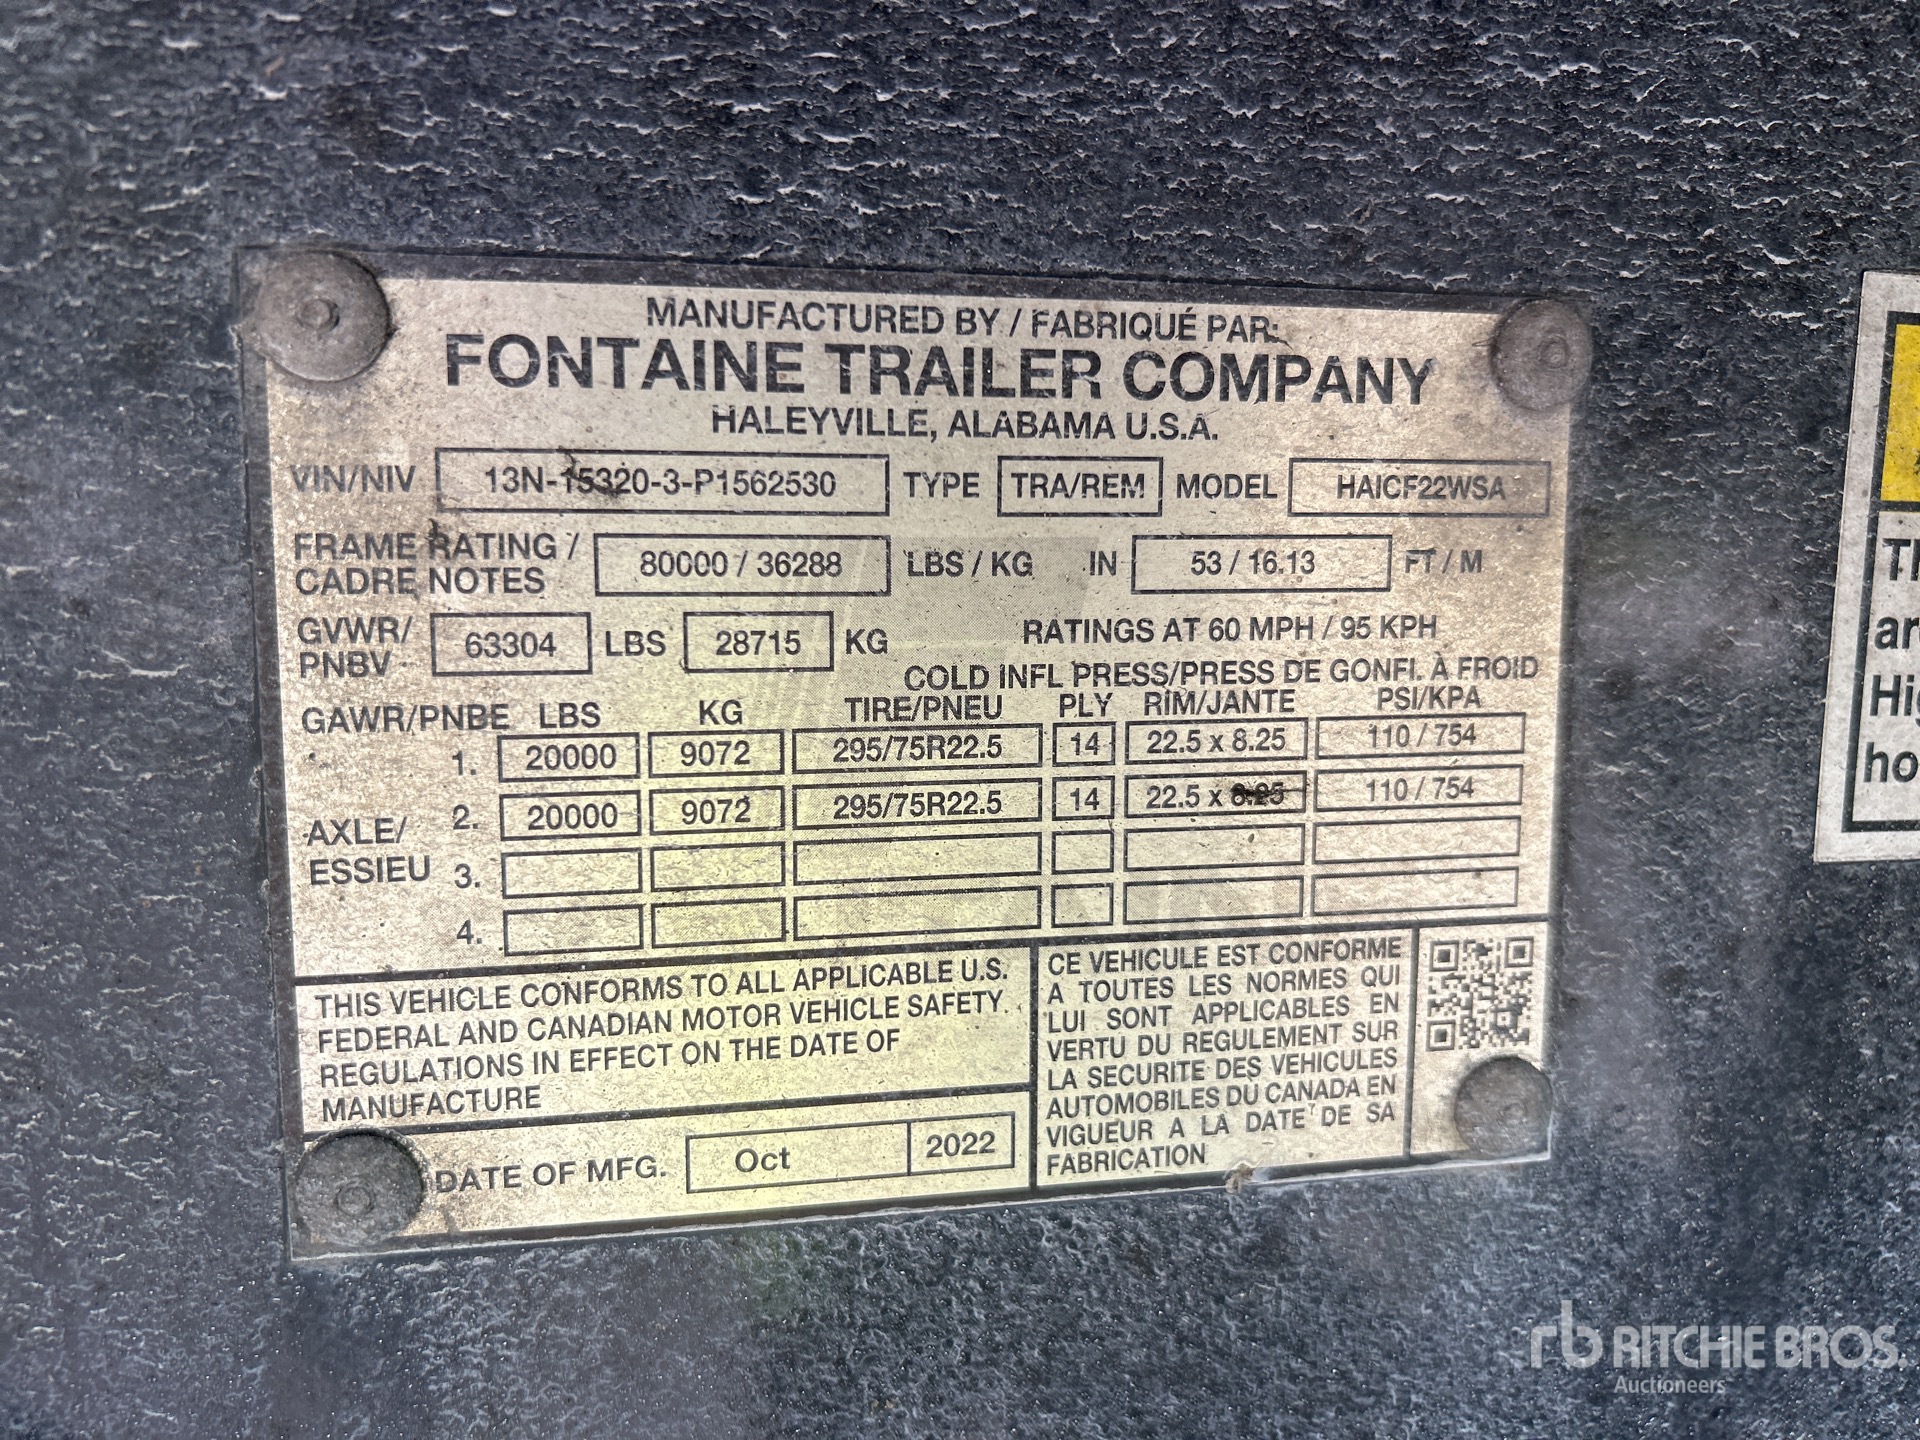 MANUFACTURED BY / FABRIQUÉ PAR:
FONTAINE TRAILER COMPANY
HALEYVILLE, ALABAMA U.S.A.
VIN/NIV 13N-15320-3-P1562530 TYPE TRA/REM MODEL HAICF22WSA
FRAME RATING / CADRE NOTES 80000 / 36288 LBS / KG IN 53 / 16.13 FT / M
GVWR/ PNBV 63304 LBS 28715 KG RATINGS AT 60 MPH / 95 KPH
COLD INFL PRESS/PRESS DE GONFL. À FROID
GAWR/PNBE LBS KG TIRE/PNEU PLY RIM/JANTE PSI/KPA
1. 20000 9072 295/75R22.5 14 22.5 x 8.25 110 / 754
2. 20000 9072 295/75R22.5 14 22.5 x 8.25 110 / 754
AXLE/
ESSIEU 3.
4.
THIS VEHICLE CONFORMS TO ALL APPLICABLE U.S.
FEDERAL AND CANADIAN MOTOR VEHICLE SAFETY
REGULATIONS IN EFFECT ON THE DATE OF
MANUFACTURE
DATE OF MFG. Oct 2022
CE VEHICULE EST CONFORME
A TOUTES LES NORMES QUI
LUI SONT APPLICABLES EN
VERTU DU REGULEMENT SUR
LA SECURITE DES VEHICULES
AUTOMOBILES DU CANADA EN
VIGUEUR A LA DATE DE SA
FABRICATION
rb RITCHIE BROS.
Auctioneers